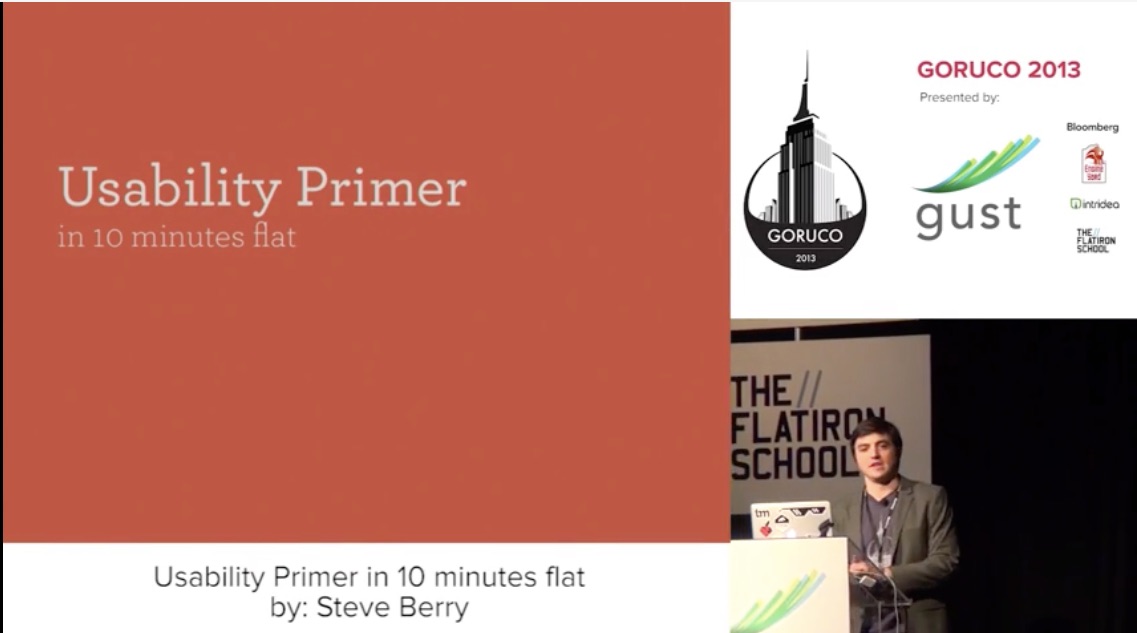 Usability Primer
in 10 minutes flat
Usability Primer in 10 minutes flat
by: Steve Berry
GORUCO
2013
GORUCO 2013
Presented by:
gust
Bloomberg
Engine
Yard
intridea
THE//
FLATIRON
SCHOOL
THE//
FLATIRON
SCHOOL
tm